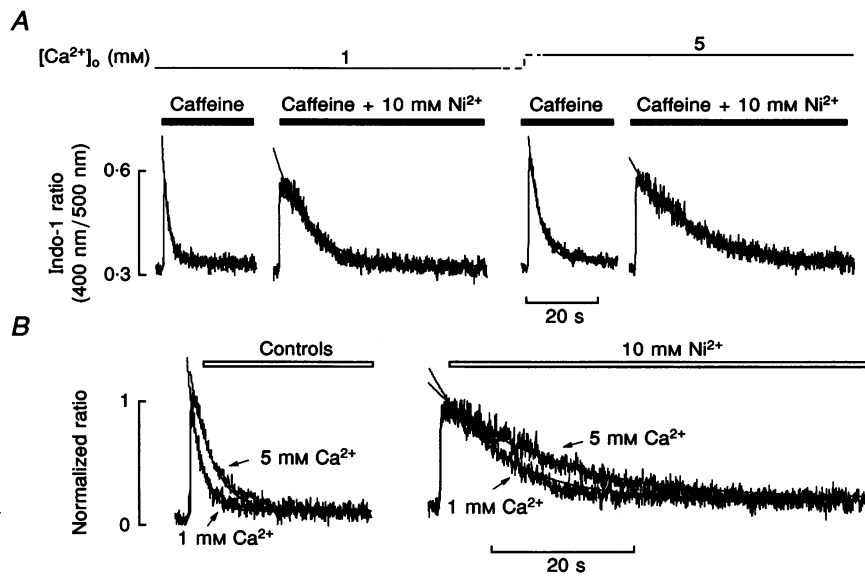 A
[Ca²⁺]ₒ (mM)
1
5
Caffeine
Caffeine + 10 mM Ni²⁺
Caffeine
Caffeine + 10 mM Ni²⁺
Indo-1 ratio
(400 nm/500 nm)
0·6
0·3
20 s
B
Controls
10 mM Ni²⁺
Normalized ratio
1
0
5 mM Ca²⁺
1 mM Ca²⁺
5 mM Ca²⁺
1 mM Ca²⁺
20 s